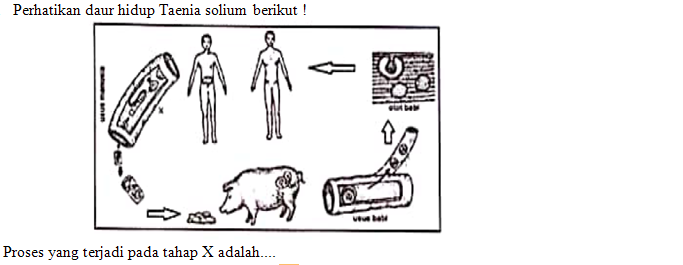 Perhatikan daur hidup Taenia solium berikut !
usus manusia
X
otot babi
usus babi
Proses yang terjadi pada tahap X adalah....